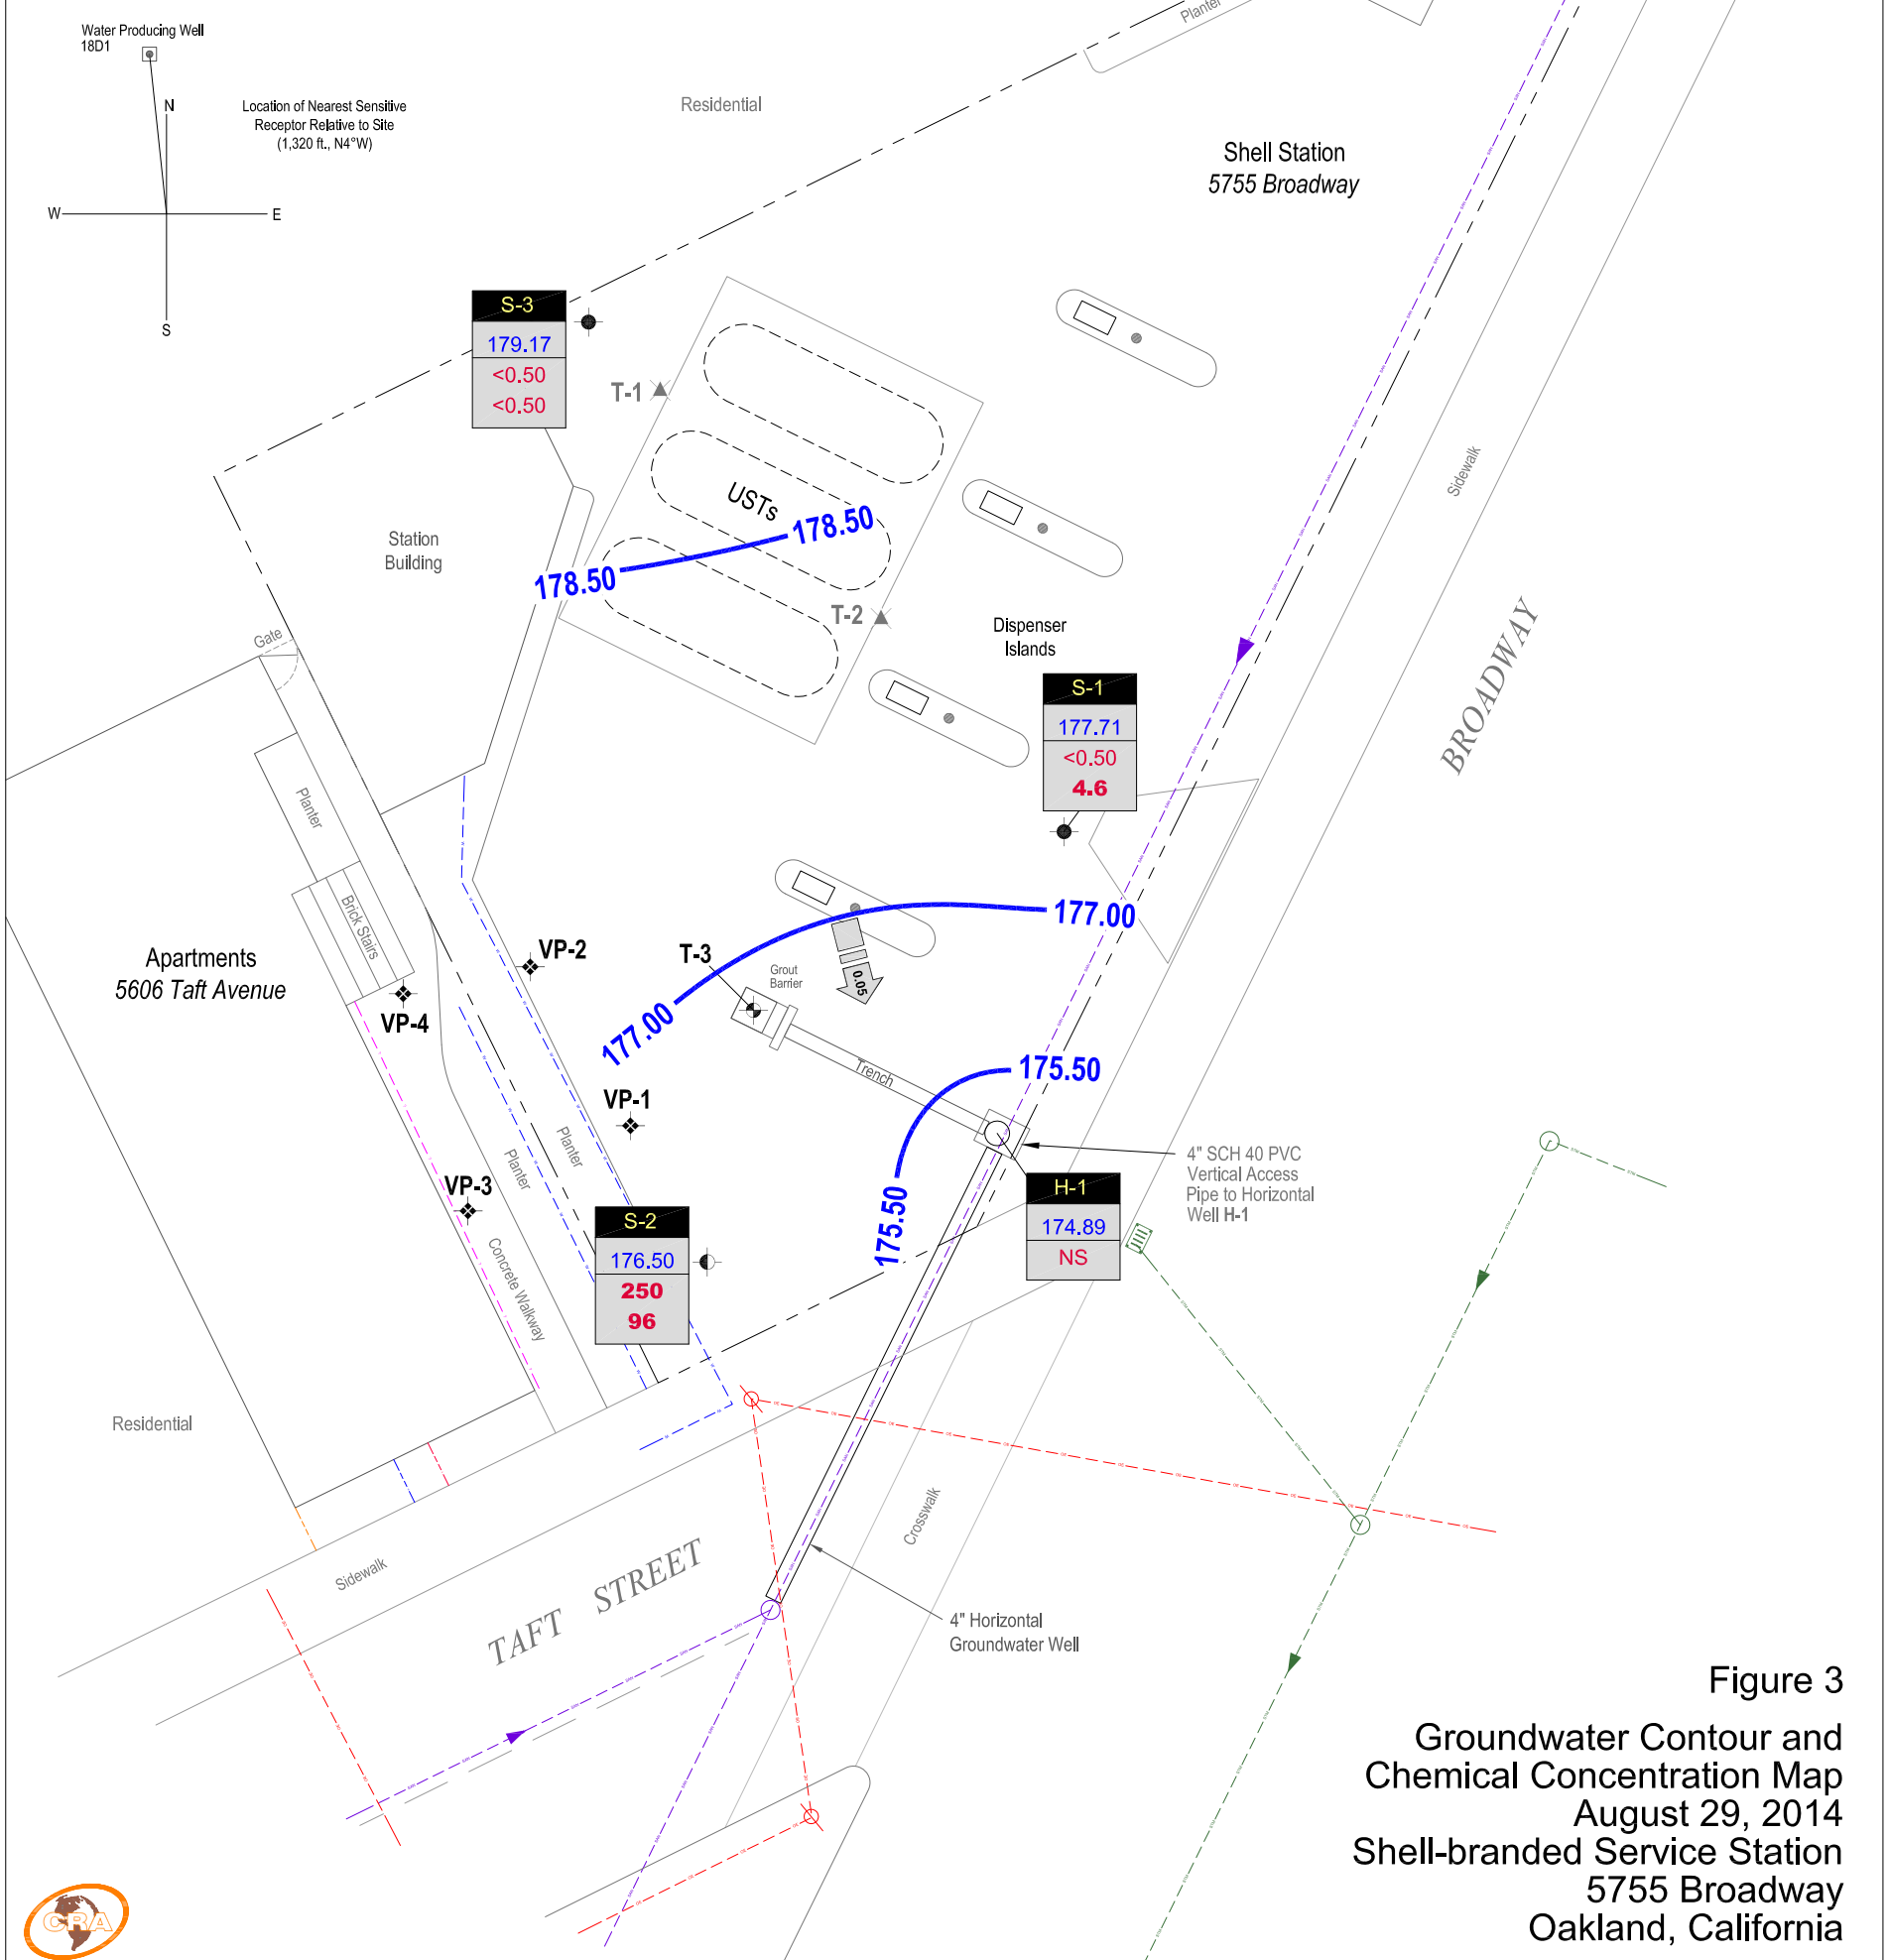 Water Producing Well
18D1
N
W
E
S
Location of Nearest Sensitive
Receptor Relative to Site
(1,320 ft., N4°W)
Residential
Planter
Shell Station
5755 Broadway
S-3
179.17
<0.50
<0.50
T-1
USTs
178.50
178.50
T-2
Station
Building
Gate
Dispenser
Islands
Sidewalk
BROADWAY
S-1
177.71
<0.50
4.6
Planter
Brick Stairs
Apartments
5606 Taft Avenue
VP-2
VP-4
T-3
Grout
Barrier
0.05
177.00
177.00
Trench
175.50
175.50
VP-1
VP-3
Planter
Planter
Concrete Walkway
4" SCH 40 PVC
Vertical Access
Pipe to Horizontal
Well H-1
H-1
174.89
NS
S-2
176.50
250
96
Residential
Sidewalk
TAFT STREET
Crosswalk
4" Horizontal
Groundwater Well
Figure 3
Groundwater Contour and
Chemical Concentration Map
August 29, 2014
Shell-branded Service Station
5755 Broadway
Oakland, California
CRA